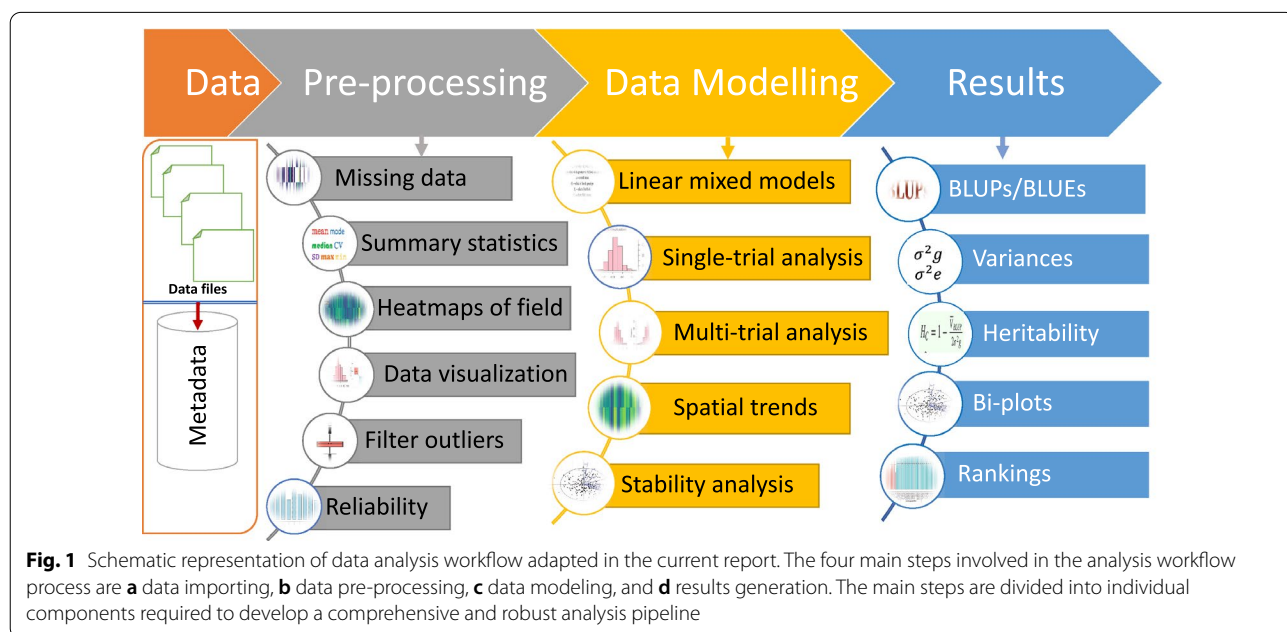 Data
Pre-processing
Data Modelling
Results
Data files
Metadata
Missing data
mean mode
median CV
SD max min
Summary statistics
Heatmaps of field
Data visualization
Filter outliers
Reliability
Linear mixed models
Single-trial analysis
Multi-trial analysis
Spatial trends
Stability analysis
BLUPs/BLUEs
σ²g
σ²e
Variances
Heritability
Bi-plots
Rankings
Fig. 1 Schematic representation of data analysis workflow adapted in the current report. The four main steps involved in the analysis workflow
process are a data importing, b data pre-processing, c data modeling, and d results generation. The main steps are divided into individual
components required to develop a comprehensive and robust analysis pipeline